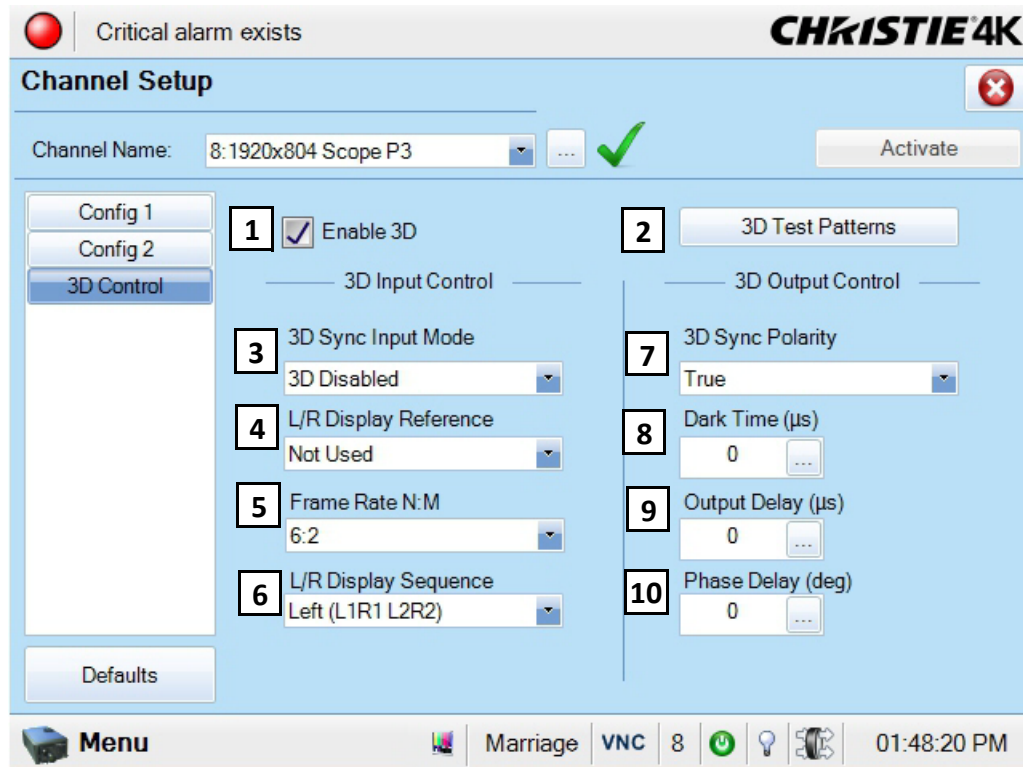 Critical alarm exists
CHRISTIE 4K
Channel Setup
Channel Name: 8:1920x804 Scope P3 ... Activate
Config 1
Config 2
3D Control
Defaults
1 Enable 3D
2 3D Test Patterns
3D Input Control
3 3D Sync Input Mode
3D Disabled
4 L/R Display Reference
Not Used
5 Frame Rate N:M
6:2
6 L/R Display Sequence
Left (L1R1 L2R2)
3D Output Control
7 3D Sync Polarity
True
8 Dark Time (µs)
0 ...
9 Output Delay (µs)
0 ...
10 Phase Delay (deg)
0 ...
Menu Marriage VNC 8 01:48:20 PM